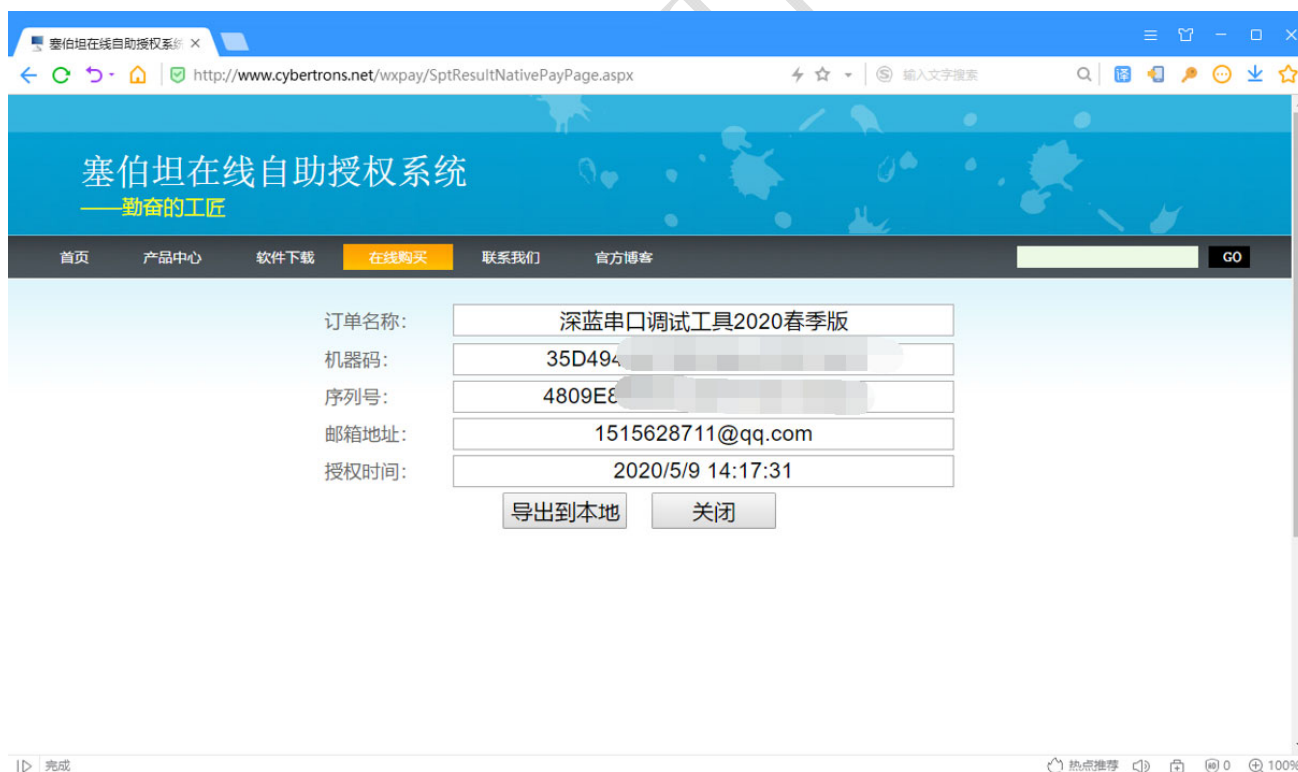 塞伯坦在线自助授权系统
http://www.cybertrons.net/wxpay/SptResultNativePayPage.aspx
输入文字搜索
译
塞伯坦在线自助授权系统
——勤奋的工匠
首页 产品中心 软件下载 在线购买 联系我们 官方博客 GO
订单名称: 深蓝串口调试工具2020春季版
机器码: 35D494
序列号: 4809E8
邮箱地址: 1515628711@qq.com
授权时间: 2020/5/9 14:17:31
导出到本地 关闭
完成 热点推荐 0 100%